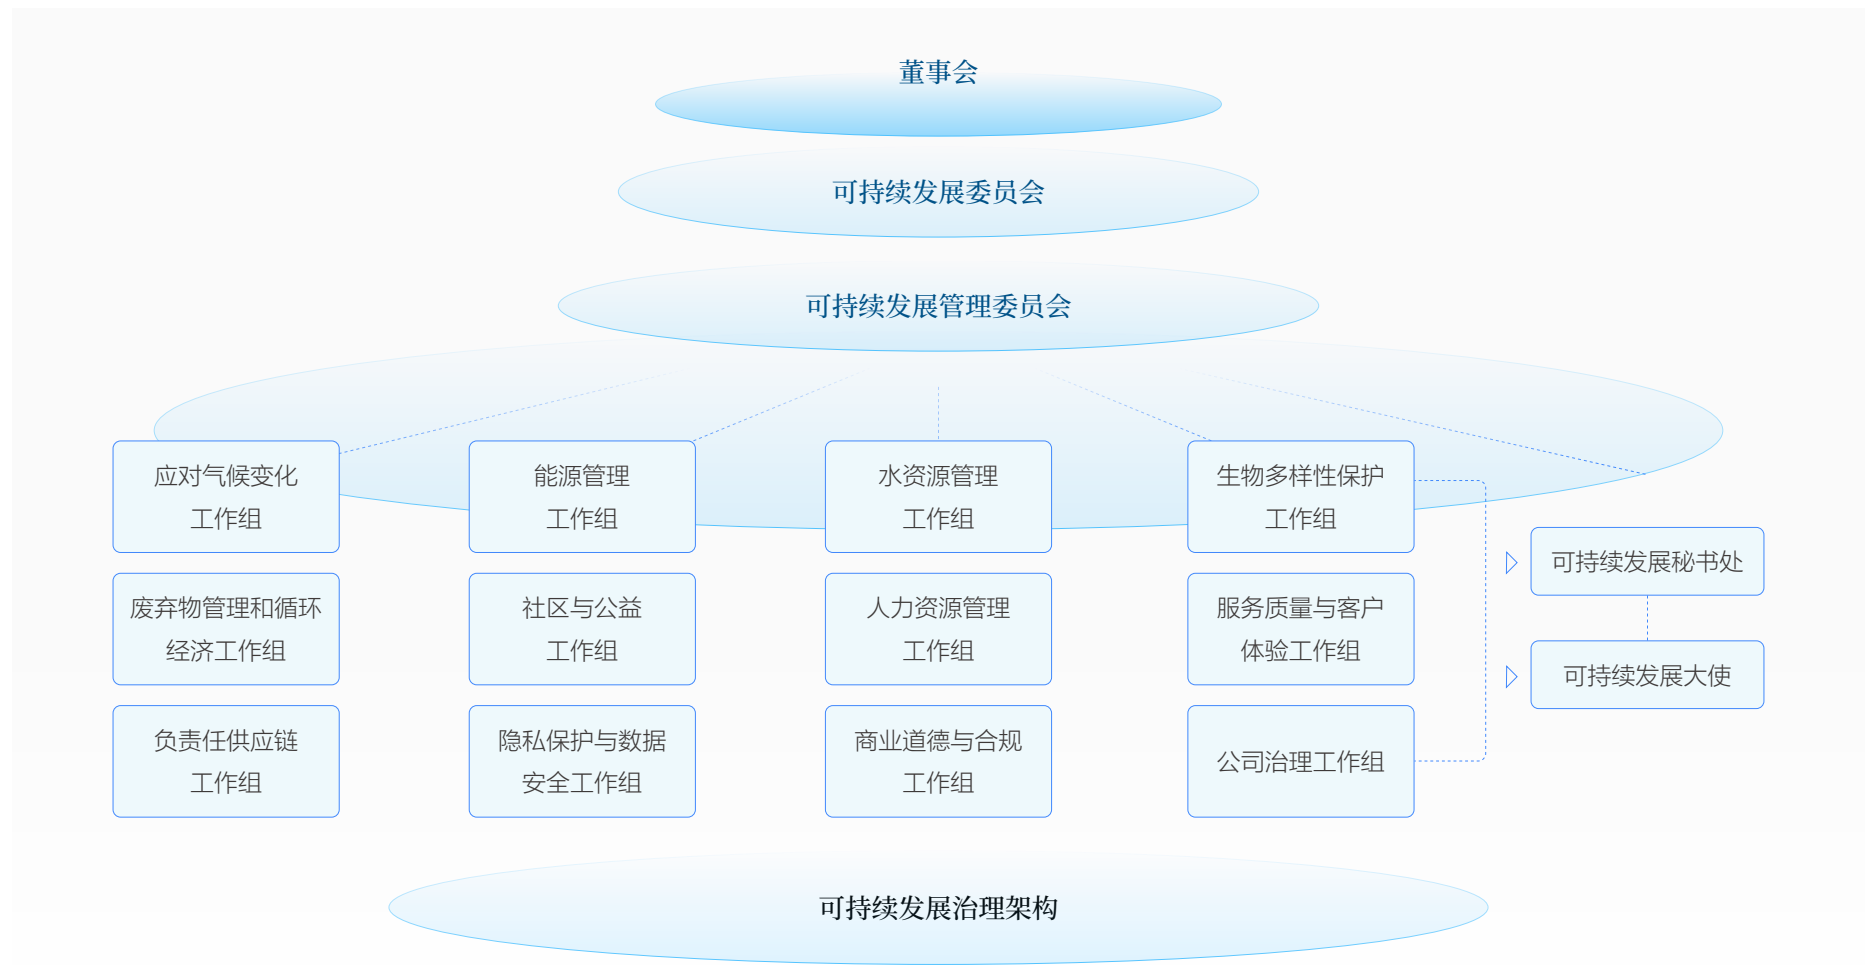 董事会
可持续发展委员会
可持续发展管理委员会
应对气候变化
工作组
能源管理
工作组
水资源管理
工作组
生物多样性保护
工作组
废弃物管理和循环
经济工作组
社区与公益
工作组
人力资源管理
工作组
服务质量与客户
体验工作组
负责任供应链
工作组
隐私保护与数据
安全工作组
商业道德与合规
工作组
公司治理工作组
可持续发展秘书处
可持续发展大使
可持续发展治理架构